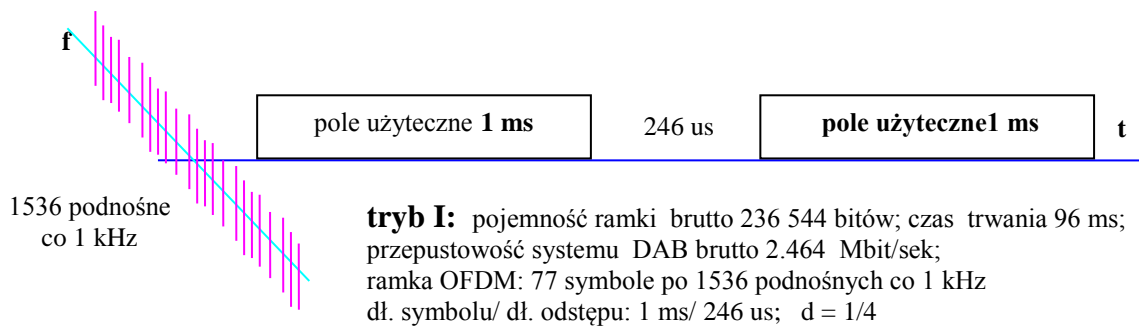 f
pole użyteczne 1 ms
246 us
pole użyteczne1 ms
t
1536 podnośne
co 1 kHz
tryb I: pojemność ramki brutto 236 544 bitów; czas trwania 96 ms;
przepustowość systemu DAB brutto 2.464 Mbit/sek;
ramka OFDM: 77 symbole po 1536 podnośnych co 1 kHz
dł. symbolu/ dł. odstępu: 1 ms/ 246 us; d = 1/4